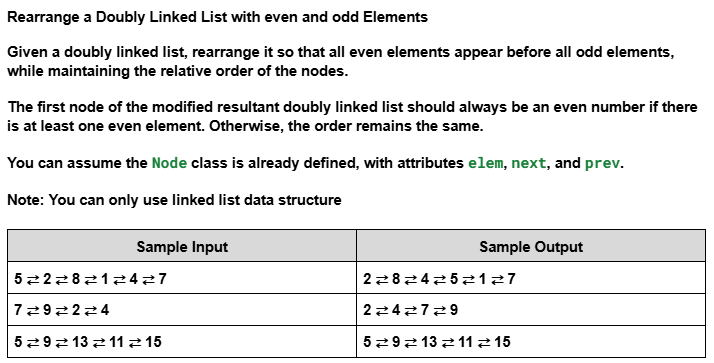 Rearrange a Doubly Linked List with even and odd Elements
Given a doubly linked list, rearrange it so that all even elements appear before all odd elements,
while maintaining the relative order of the nodes.
The first node of the modified resultant doubly linked list should always be an even number if there
is at least one even element. Otherwise, the order remains the same.
You can assume the Node class is already defined, with attributes elem, next, and prev.
Note: You can only use linked list data structure
Sample Input Sample Output
5 ⇄ 2 ⇄ 8 ⇄ 1 ⇄ 4 ⇄ 7 2 ⇄ 8 ⇄ 4 ⇄ 5 ⇄ 1 ⇄ 7
7 ⇄ 9 ⇄ 2 ⇄ 4 2 ⇄ 4 ⇄ 7 ⇄ 9
5 ⇄ 9 ⇄ 13 ⇄ 11 ⇄ 15 5 ⇄ 9 ⇄ 13 ⇄ 11 ⇄ 15